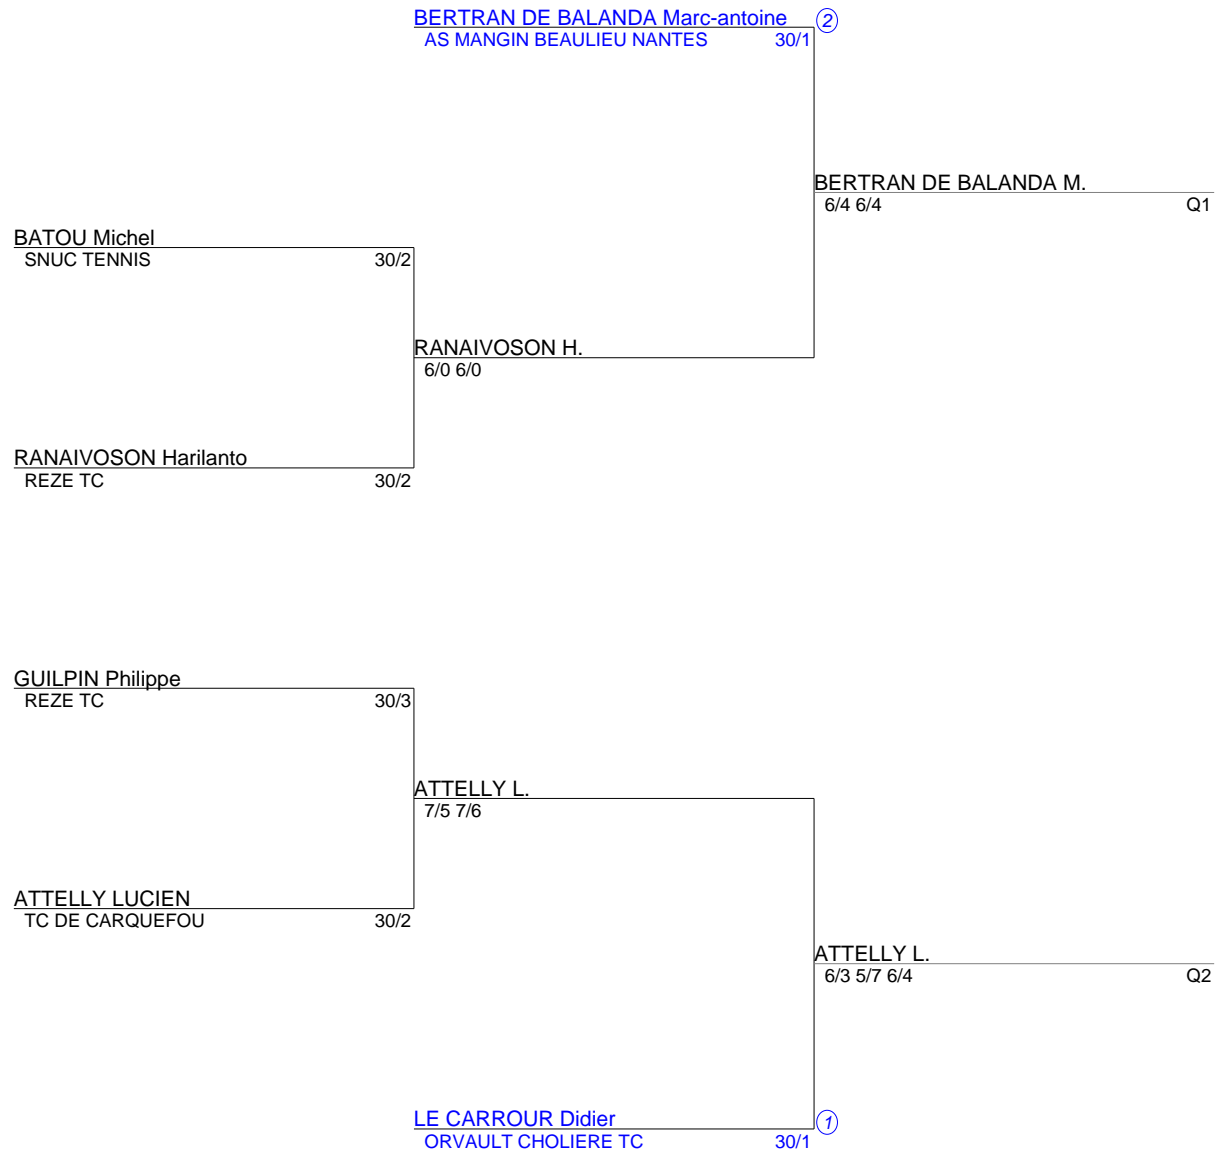 BERTRAN DE BALANDA Marc-antoine 2
AS MANGIN BEAULIEU NANTES 30/1
BERTRAN DE BALANDA M.
6/4 6/4 Q1
BATOU Michel
SNUC TENNIS 30/2
RANAIVOSON H.
6/0 6/0
RANAIVOSON Harilanto
REZE TC 30/2
GUILPIN Philippe
REZE TC 30/3
ATTELLY L.
7/5 7/6
ATTELLY LUCIEN
TC DE CARQUEFOU 30/2
ATTELLY L.
6/3 5/7 6/4 Q2
LE CARROUR Didier 1
ORVAULT CHOLIERE TC 30/1